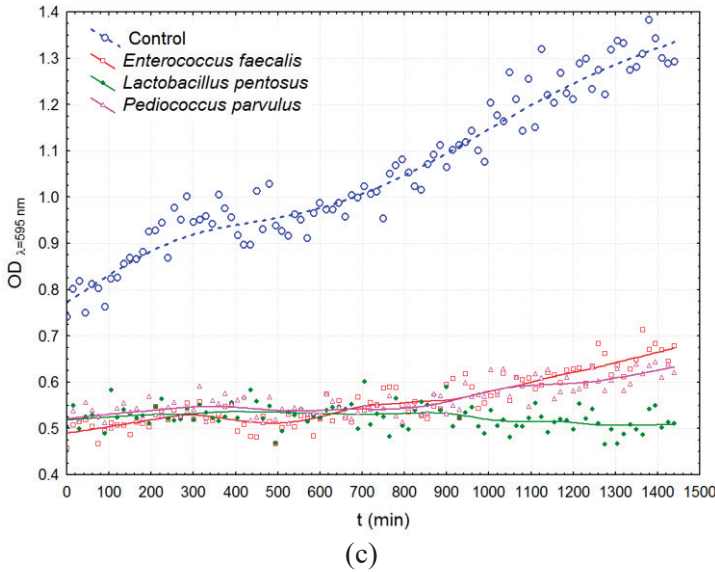 1.4
1.3
1.2
1.1
1.0
0.9
0.8
0.7
0.6
0.5
0.4
OD λ=595 nm
Control
Enterococcus faecalis
Lactobacillus pentosus
Pediococcus parvulus
0 100 200 300 400 500 600 700 800 900 1000 1100 1200 1300 1400 1500
t (min)
(c)